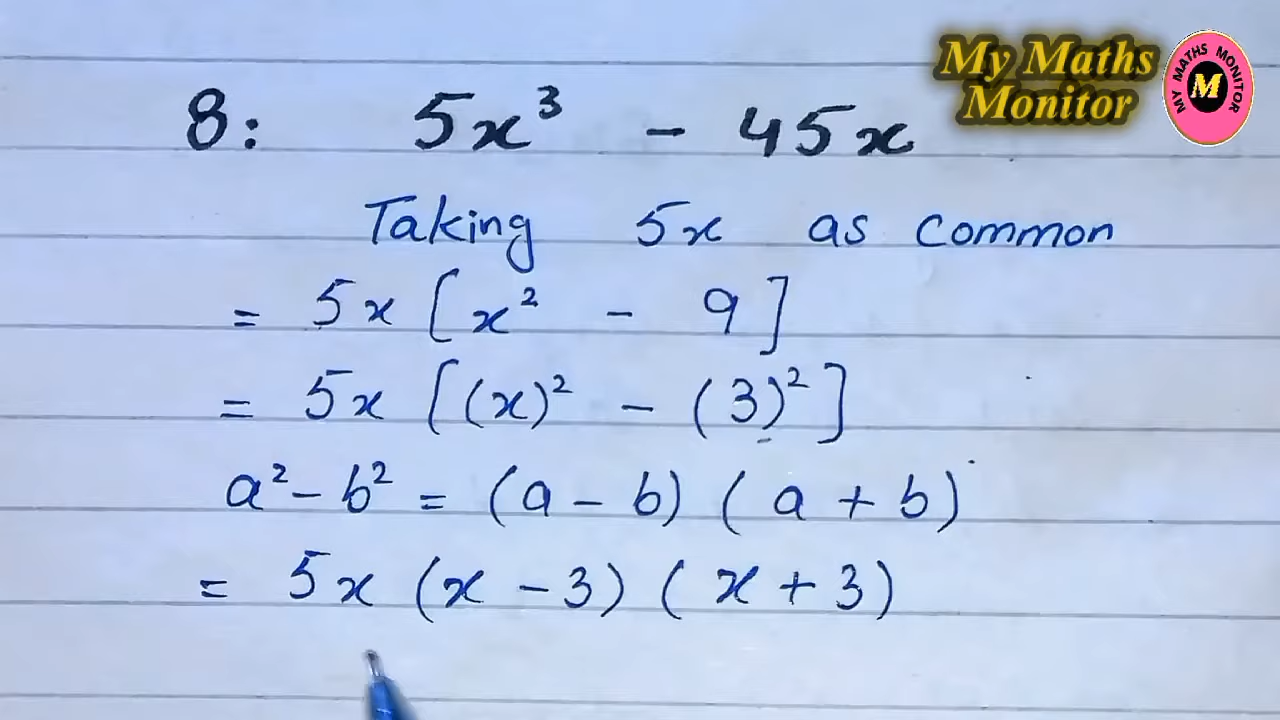 My Maths
Monitor
MY MATHS MONITOR
M
8: 5x³ - 45x
Taking 5x as common
= 5x [x² - 9]
= 5x [(x)² - (3)²]
a² - b² = (a - b) (a + b)
= 5x (x - 3) (x + 3)